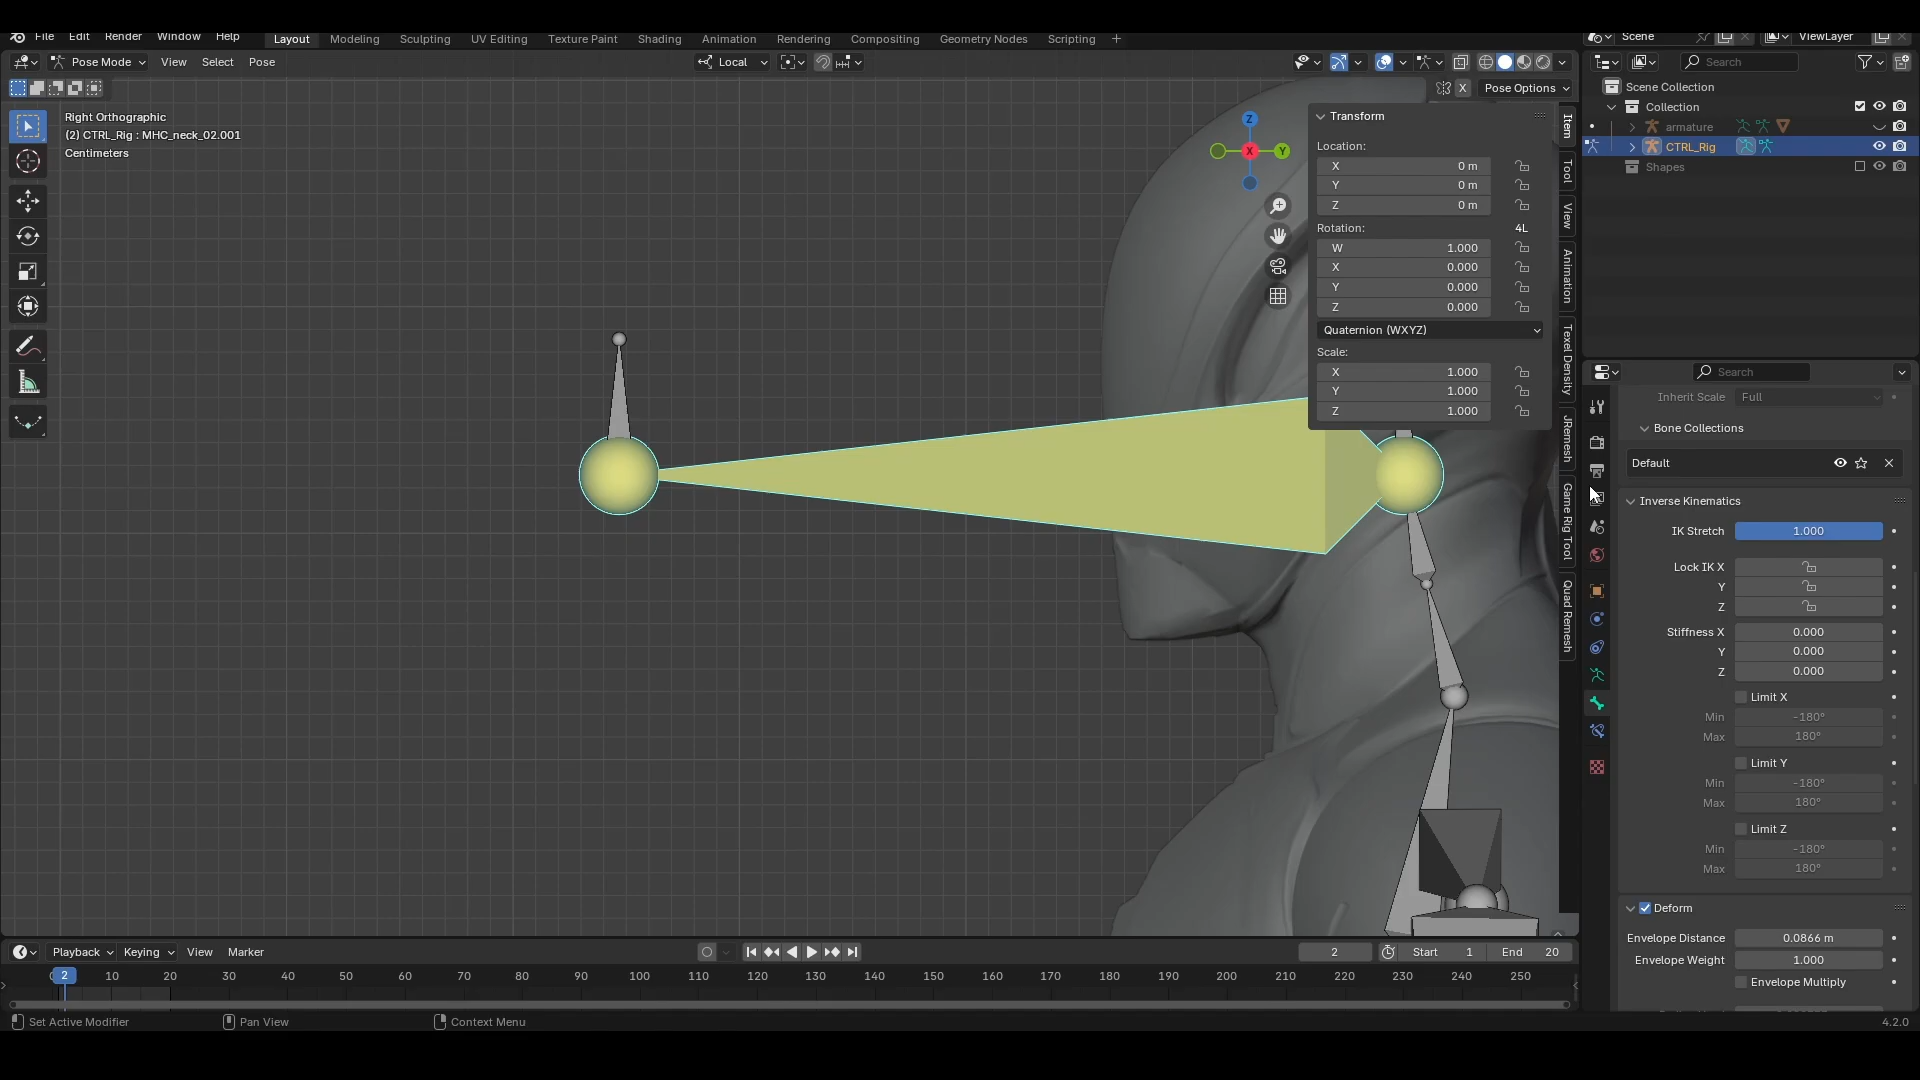 File Edit Render Window Help Layout Modeling Sculpting UV Editing Texture Paint Shading Animation Rendering Compositing Geometry Nodes Scripting + Scene ViewLayer
Pose Mode View Select Pose Local Search
X Pose Options
Scene Collection
Collection
armature
CTRL_Rig
Shapes
Right Orthographic
(2) CTRL_Rig : MHC_neck_02.001
Centimeters
Z
X
Y
Transform
Location:
X 0 m
Y 0 m
Z 0 m
Rotation: 4L
W 1.000
X 0.000
Y 0.000
Z 0.000
Quaternion (WXYZ)
Scale:
X 1.000
Y 1.000
Z 1.000
Item
Tool
View
Animation
Texel Density
JRemesh
Game Rig Tool
Quad Remesh
Search
Inherit Scale Full
Bone Collections
Default
Inverse Kinematics
IK Stretch 1.000
Lock IK X
Y
Z
Stiffness X 0.000
Y 0.000
Z 0.000
Limit X
Min -180°
Max 180°
Limit Y
Min -180°
Max 180°
Limit Z
Min -180°
Max 180°
Deform
Envelope Distance 0.0866 m
Envelope Weight 1.000
Envelope Multiply
Playback Keying View Marker 2 Start 1 End 20
2 10 20 30 40 50 60 70 80 90 100 110 120 130 140 150 160 170 180 190 200 210 220 230 240 250
Set Active Modifier Pan View Context Menu 4.2.0